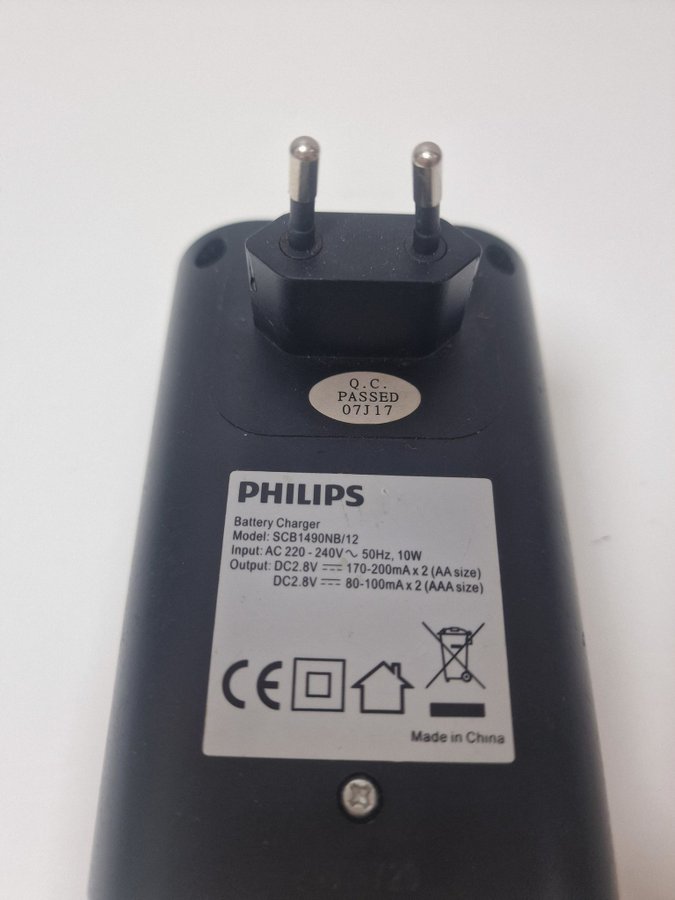 Q.C.
PASSED
07J17
PHILIPS
Battery Charger
Model: SCB1490NB/12
Input: AC 220 - 240V∿ 50Hz, 10W
Output: DC2.8V ⎓ 170-200mA x 2 (AA size)
DC2.8V ⎓ 80-100mA x 2 (AAA size)
CE
Made in China